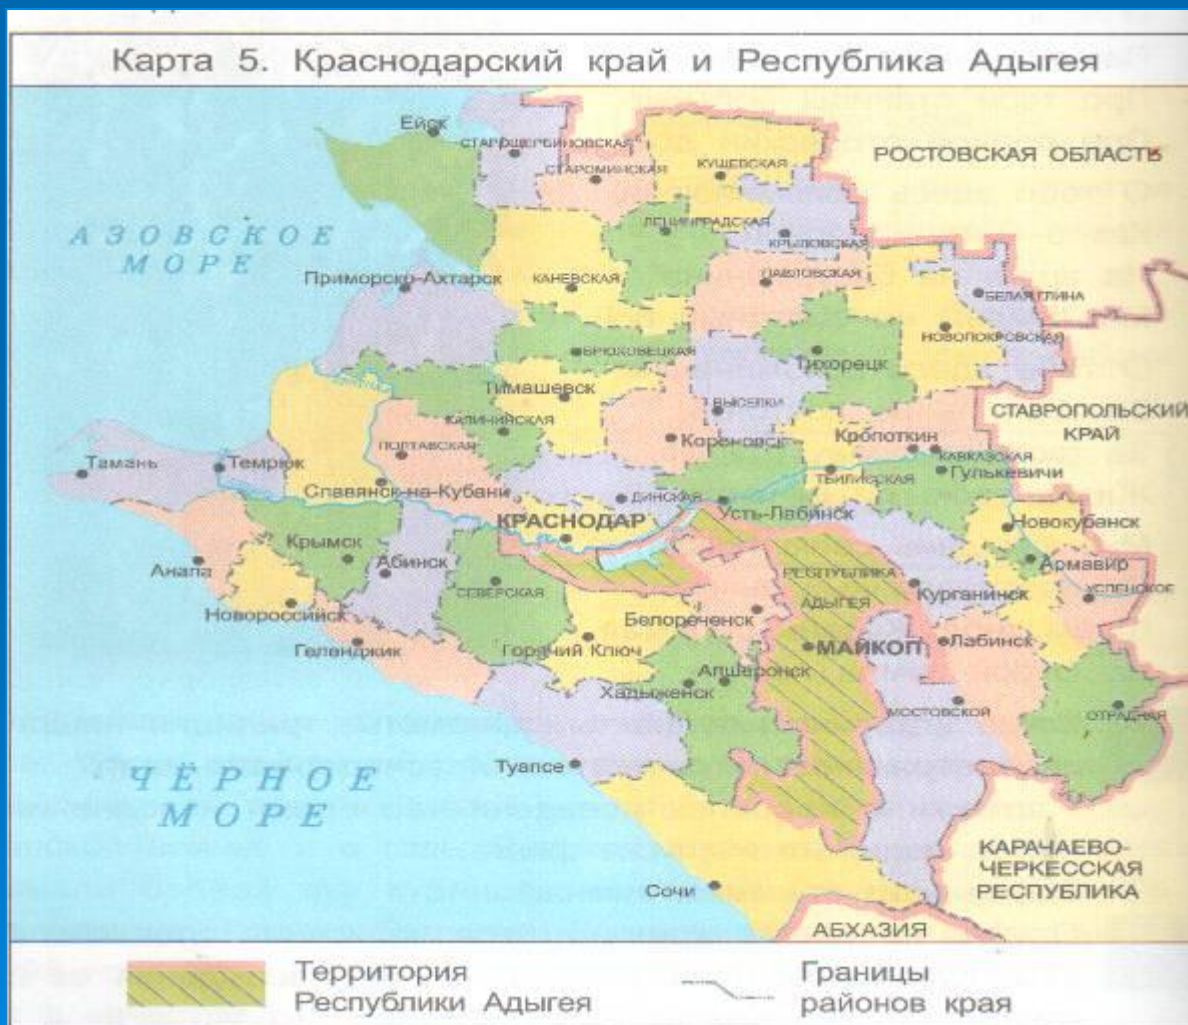 Карта 5. Краснодарский край и Республика Адыгея
Ейск
СТАРОЩЕРБИНОВСКАЯ
СТАРОМИНСКАЯ
КУЩЕВСКАЯ
РОСТОВСКАЯ ОБЛАСТЬ
АЗОВСКОЕ
МОРЕ
ЛЕНИНГРАДСКАЯ
КРЫЛОВСКАЯ
Приморско-Ахтарск
КАНЕВСКАЯ
ПАВЛОВСКАЯ
БЕЛАЯ ГЛИНА
НОВОПОКРОВСКАЯ
БРЮХОВЕЦКАЯ
Тихорецк
Тимашевск
ВЫСЕЛКИ
СТАВРОПОЛЬСКИЙ
КРАЙ
КАЛИНИНСКАЯ
ПОЛТАВСКАЯ
Кореновск
Кропоткин
КАВКАЗСКАЯ
Тамань
Темрюк
Гулькевичи
ТБИЛИССКАЯ
Славянск-на-Кубани
ДИНСКАЯ
Усть-Лабинск
КРАСНОДАР
Новокубанск
Крымск
Абинск
Анапа
Армавир
РЕСПУБЛИКА
АДЫГЕЯ
СЕВЕРСКАЯ
Курганинск
УСПЕНСКОЕ
Новороссийск
Белореченск
Геленджик
Горячий Ключ
МАЙКОП
Лабинск
Апшеронск
Хадыженск
МОСТОВСКОЙ
ОТРАДНАЯ
Туапсе
ЧЁРНОЕ
МОРЕ
КАРАЧАЕВО-
ЧЕРКЕССКАЯ
РЕСПУБЛИКА
Сочи
АБХАЗИЯ
Территория
Республики Адыгея
Границы
районов края